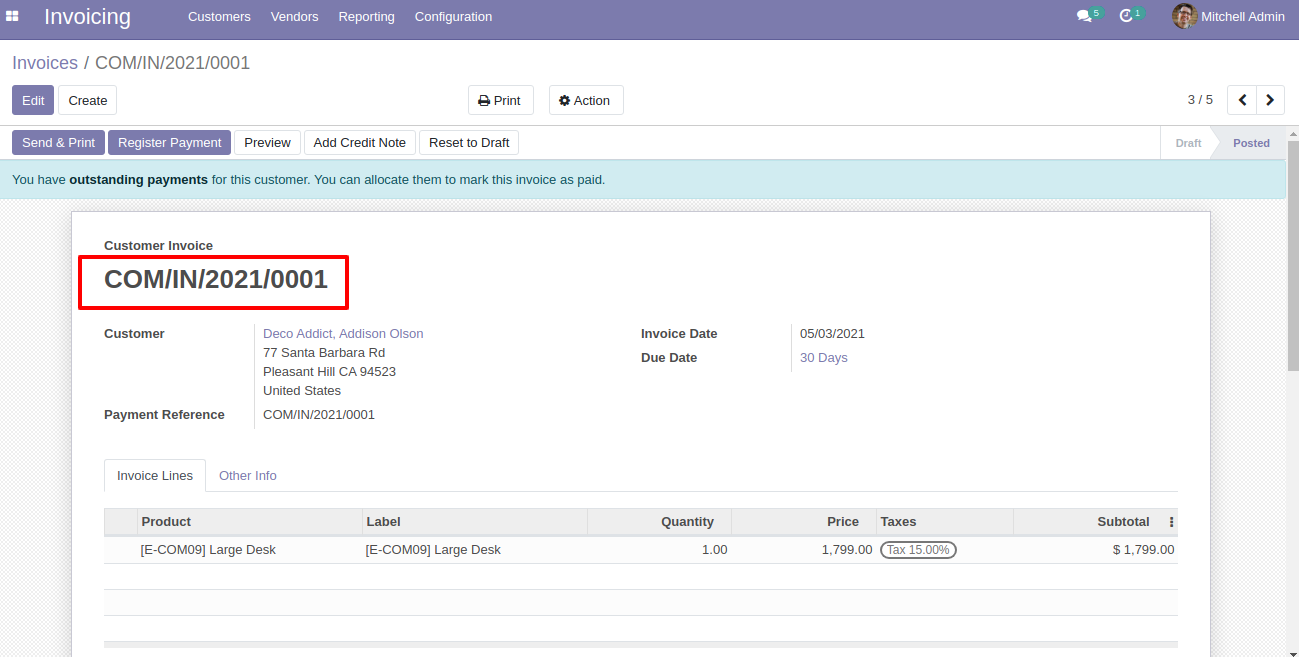 Invoicing Customers Vendors Reporting Configuration 5 1 Mitchell Admin
Invoices / COM/IN/2021/0001
Edit Create Print Action 3 / 5
Send & Print Register Payment Preview Add Credit Note Reset to Draft Draft Posted
You have outstanding payments for this customer. You can allocate them to mark this invoice as paid.
Customer Invoice
COM/IN/2021/0001
Customer Deco Addict, Addison Olson Invoice Date 05/03/2021
77 Santa Barbara Rd
Pleasant Hill CA 94523 Due Date 30 Days
United States
Payment Reference COM/IN/2021/0001
Invoice Lines Other Info
Product Label Quantity Price Taxes Subtotal
[E-COM09] Large Desk [E-COM09] Large Desk 1.00 1,799.00 Tax 15.00% $ 1,799.00